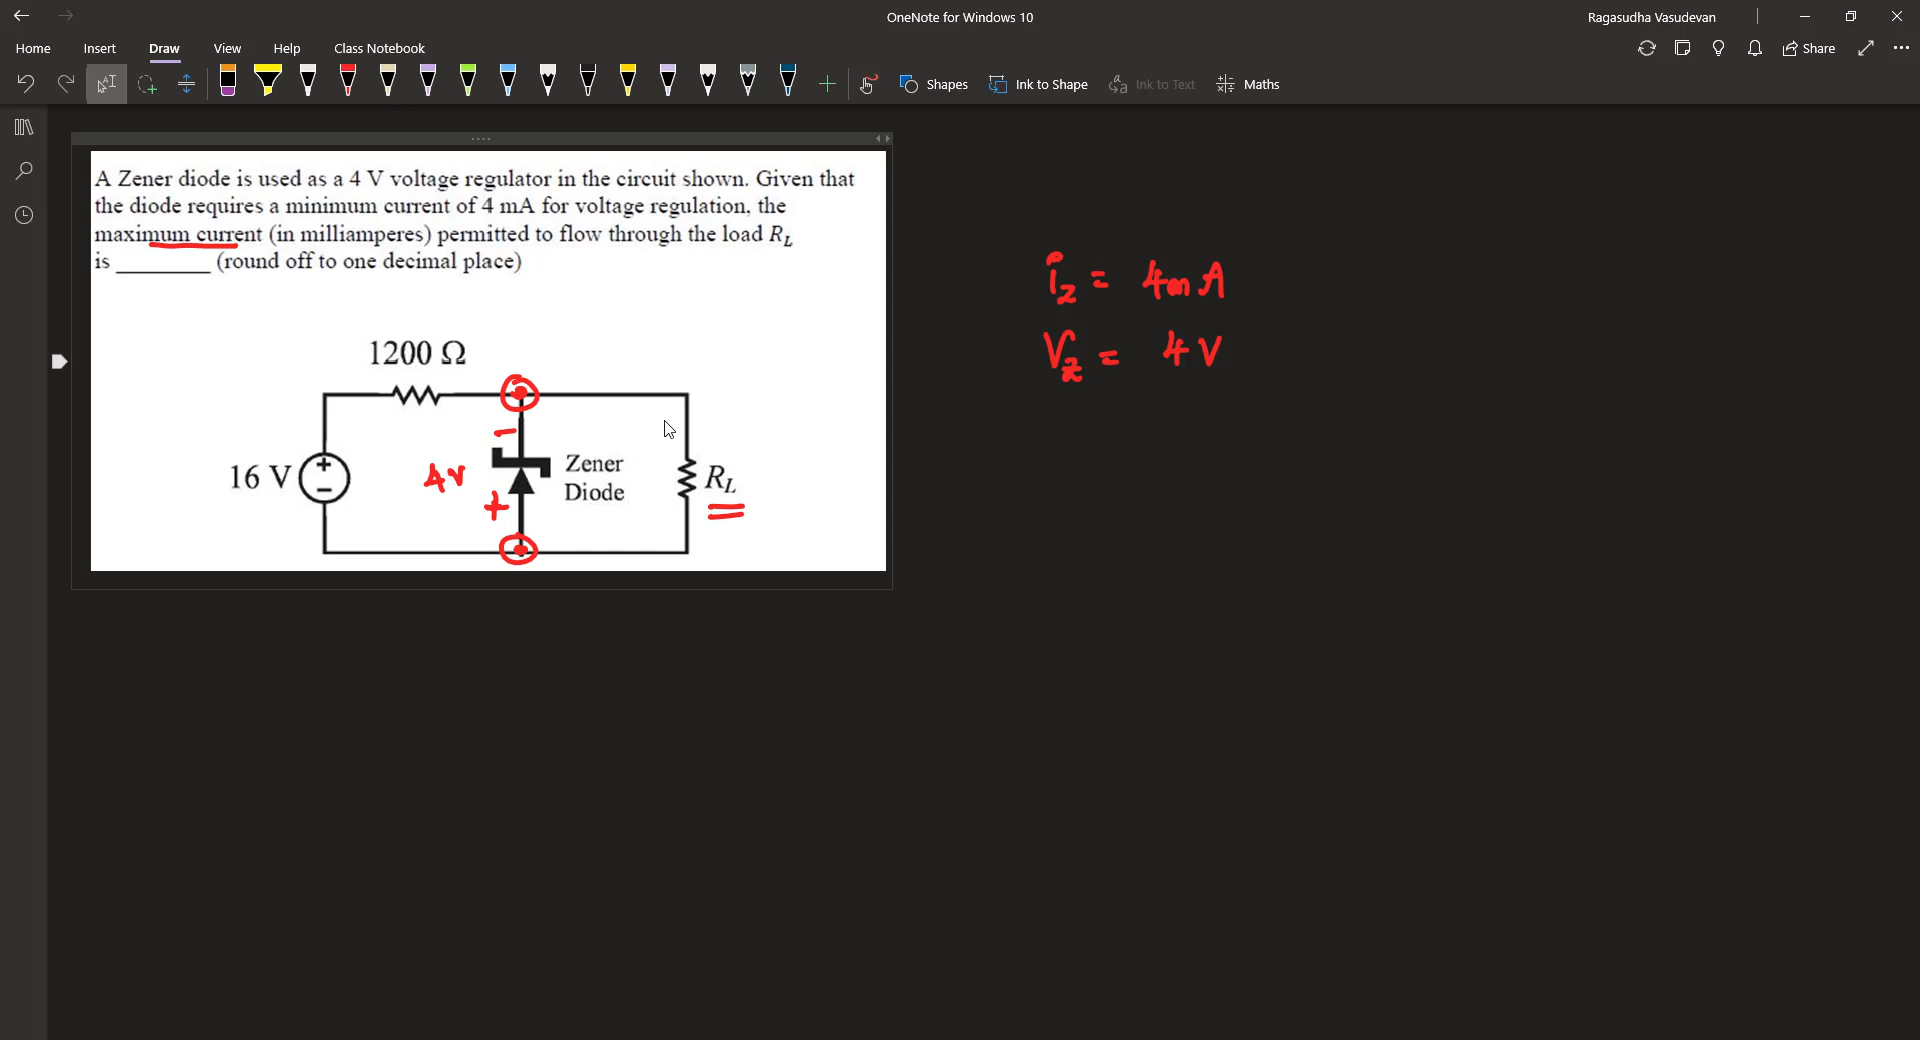 OneNote for Windows 10
Ragasudha Vasudevan
Home Insert Draw View Help Class Notebook
Share
Shapes Ink to Shape Ink to Text Maths
A Zener diode is used as a 4 V voltage regulator in the circuit shown. Given that
the diode requires a minimum current of 4 mA for voltage regulation, the
maximum current (in milliamperes) permitted to flow through the load R_L
is ________ (round off to one decimal place)
1200 Ω
16 V
+
−
−
4V
+
Zener
Diode
R_L
i_z = 4mA
V_z = 4V